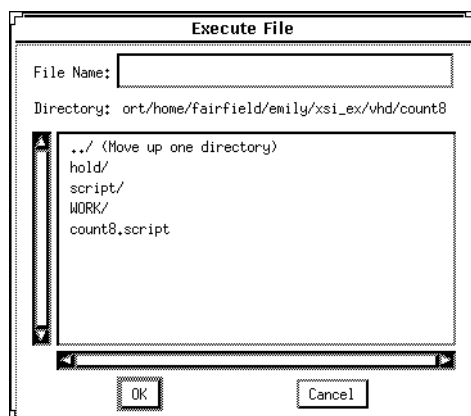 Execute File
File Name:
Directory: ort/home/fairfield/emily/xsi_ex/vhd/count8
../ (Move up one directory)
hold/
script/
WORK/
count8.script
OK Cancel